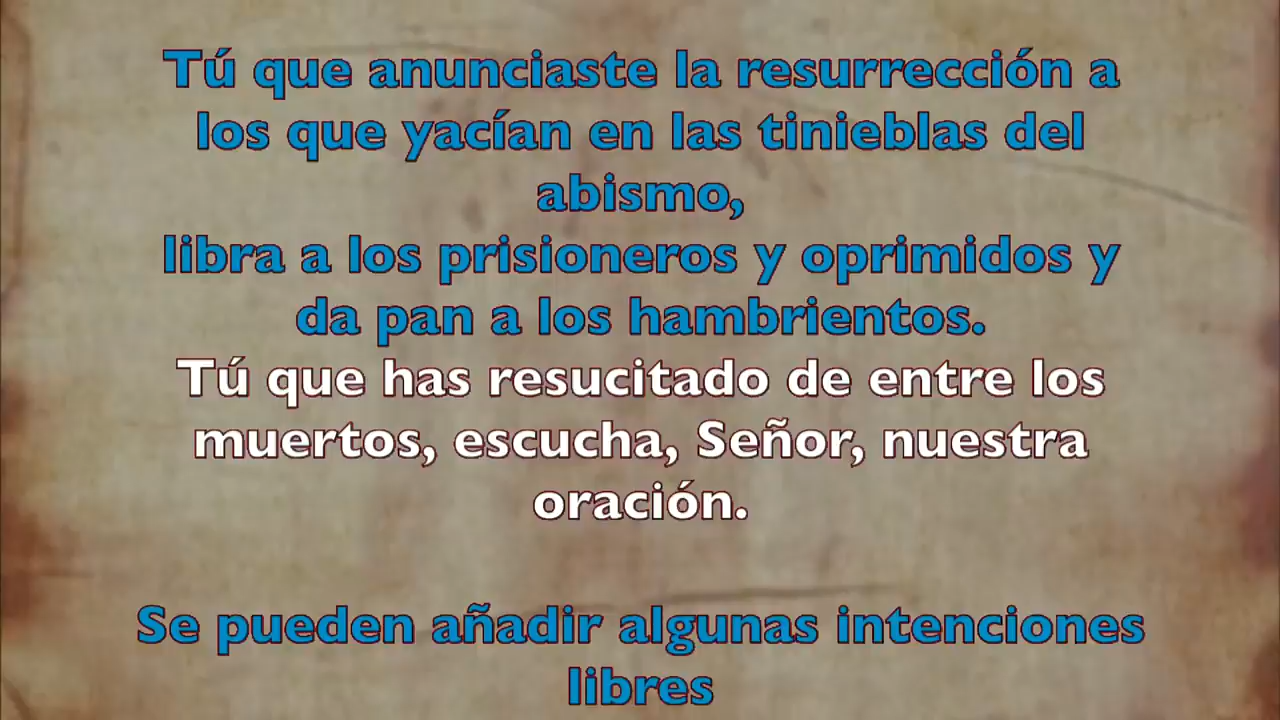 Tú que anunciaste la resurrección a
los que yacían en las tinieblas del
abismo,
libra a los prisioneros y oprimidos y
da pan a los hambrientos.
Tú que has resucitado de entre los
muertos, escucha, Señor, nuestra
oración.
Se pueden añadir algunas intenciones
libres